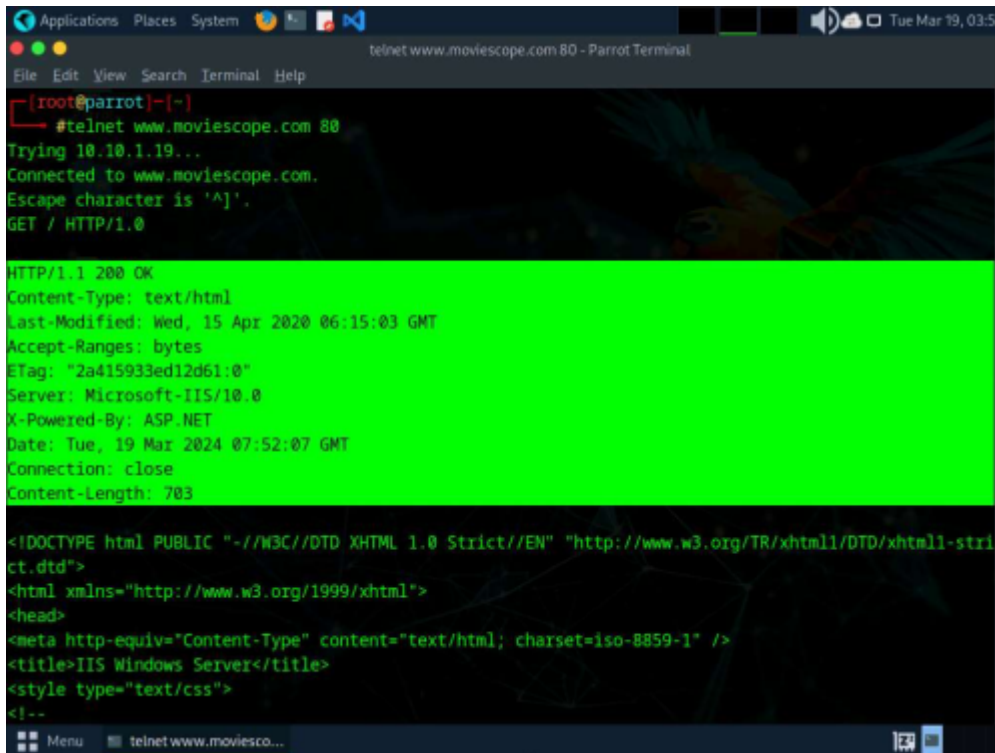 Applications Places System Tue Mar 19, 03:5
telnet www.moviescope.com 80 - Parrot Terminal
File Edit View Search Terminal Help
[root@parrot]-[~]
#telnet www.moviescope.com 80
Trying 10.10.1.19...
Connected to www.moviescope.com.
Escape character is '^]'.
GET / HTTP/1.0
HTTP/1.1 200 OK
Content-Type: text/html
Last-Modified: Wed, 15 Apr 2020 06:15:03 GMT
Accept-Ranges: bytes
ETag: "2a415933ed12d61:0"
Server: Microsoft-IIS/10.0
X-Powered-By: ASP.NET
Date: Tue, 19 Mar 2024 07:52:07 GMT
Connection: close
Content-Length: 703
<!DOCTYPE html PUBLIC "-//W3C//DTD XHTML 1.0 Strict//EN" "http://www.w3.org/TR/xhtml1/DTD/xhtml1-stri
ct.dtd">
<html xmlns="http://www.w3.org/1999/xhtml">
<head>
<meta http-equiv="Content-Type" content="text/html; charset=iso-8859-1" />
<title>IIS Windows Server</title>
<style type="text/css">
<!--
Menu telnet www.moviesco...